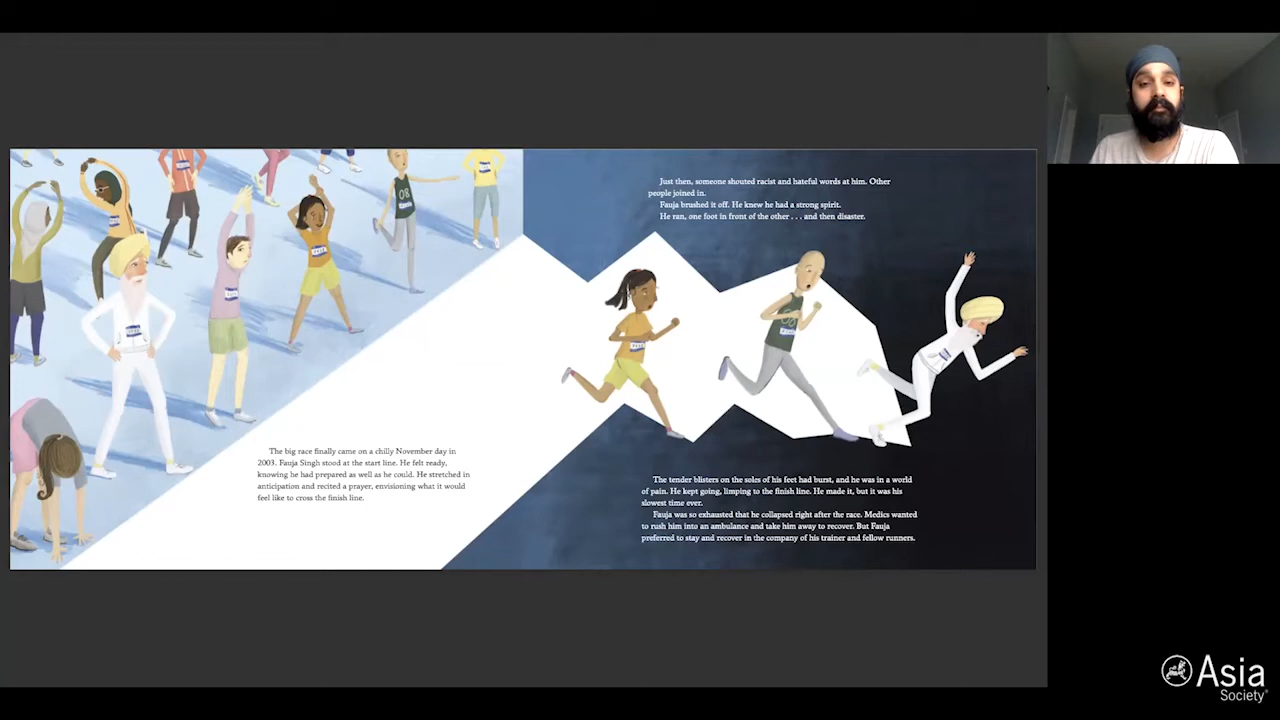 The big race finally came on a chilly November day in
2003. Fauja Singh stood at the start line. He felt ready,
knowing he had prepared as well as he could. He stretched in
anticipation and recited a prayer, envisioning what it would
feel like to cross the finish line.
Just then, someone shouted racist and hateful words at him. Other
people joined in.
Fauja brushed it off. He knew he had a strong spirit.
He ran, one foot in front of the other . . . and then disaster.
08
The tender blisters on the soles of his feet had burst, and he was in a world
of pain. He kept going, limping to the finish line. He made it, but it was his
slowest time ever.
Fauja was so exhausted that he collapsed right after the race. Medics wanted
to rush him into an ambulance and take him away to recover. But Fauja
preferred to stay and recover in the company of his trainer and fellow runners.
Asia
Society